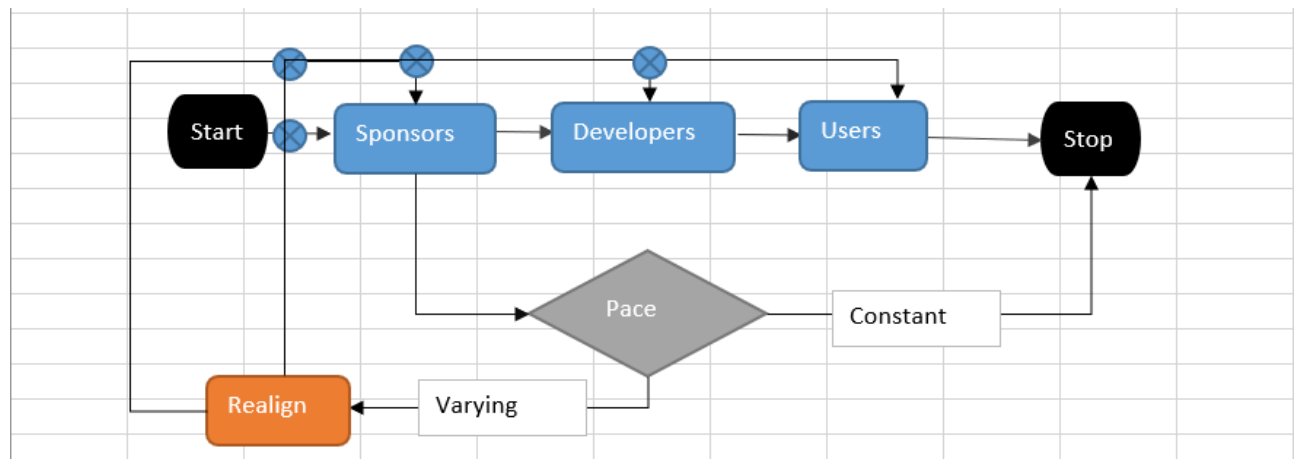 Start
Sponsors
Developers
Users
Stop
Pace
Constant
Realign
Varying